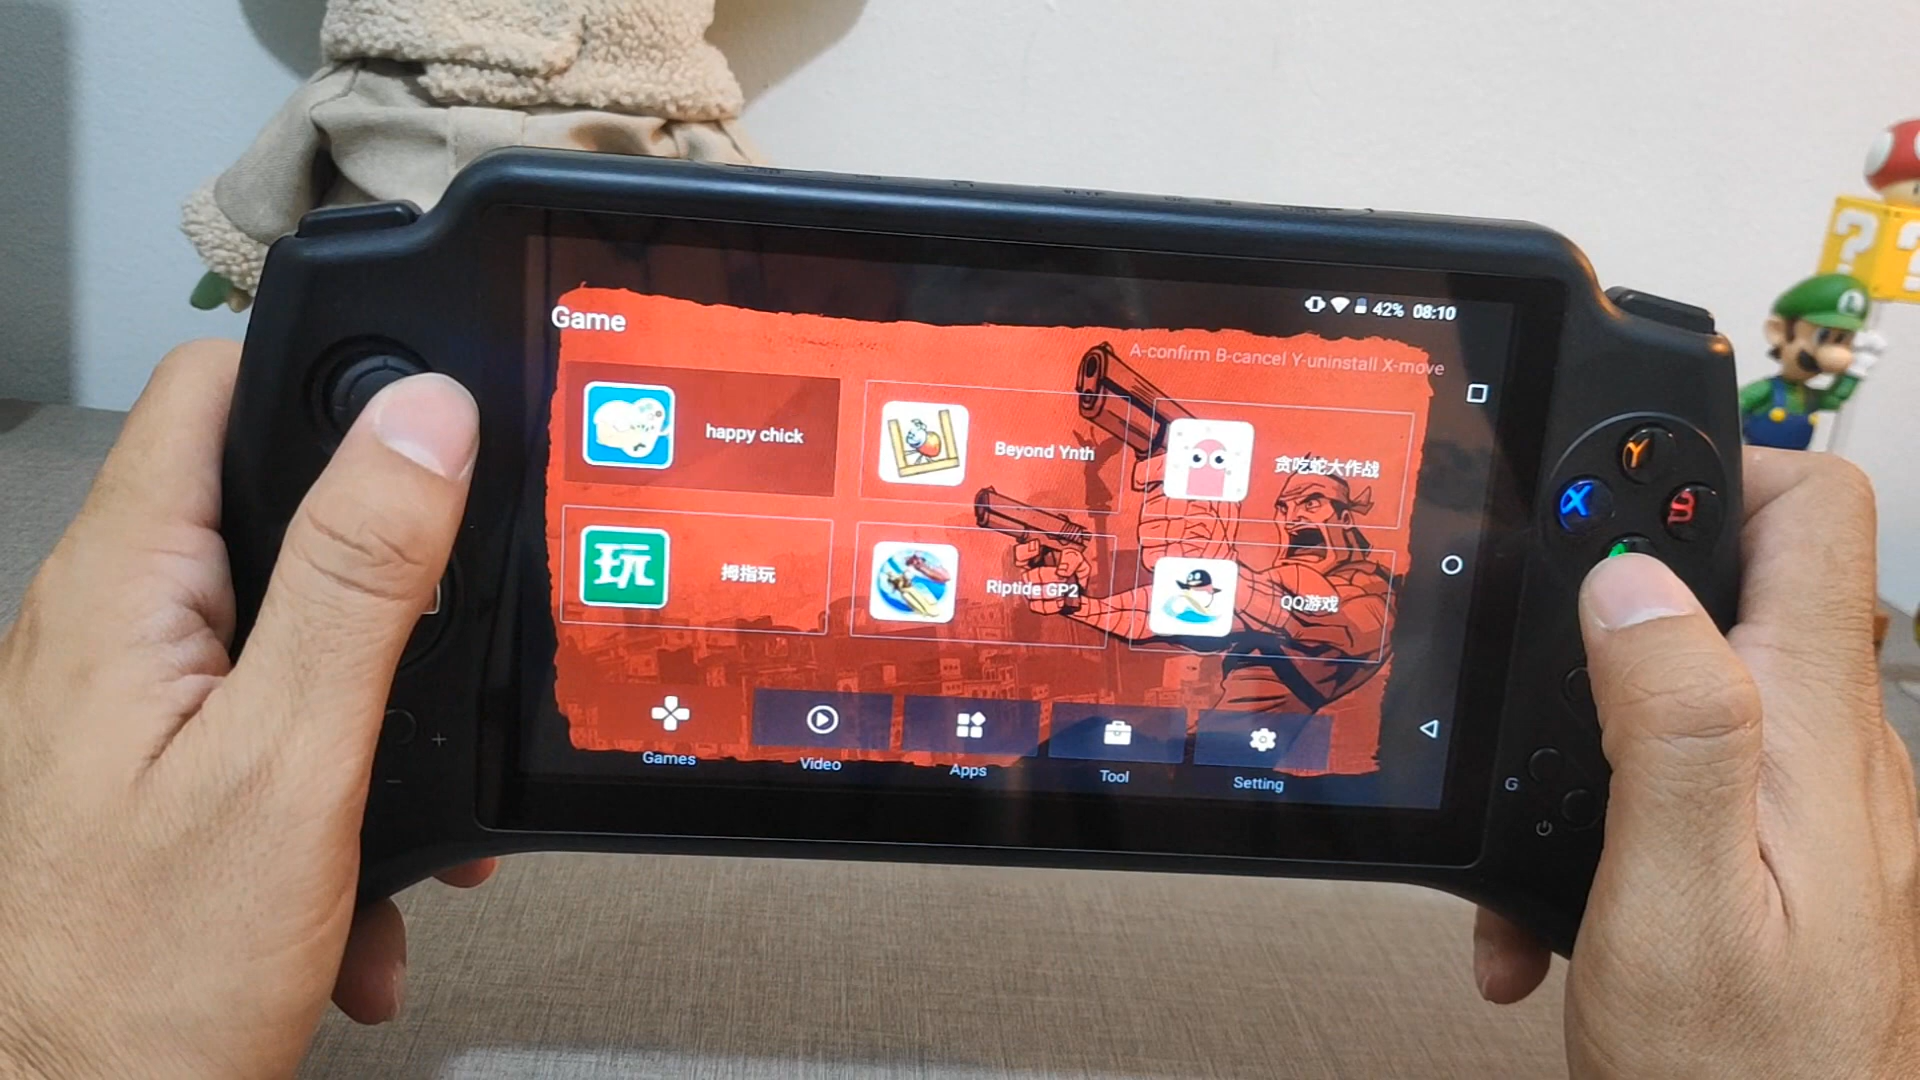 42% 08:10
Game
A-confirm B-cancel Y-uninstall X-move
happy chick
Beyond Ynth
贪吃蛇大作战
玩
拇指玩
Riptide GP2
QQ游戏
Games
Video
Apps
Tool
Setting
Y
X
B
+
-
G
?
?
L